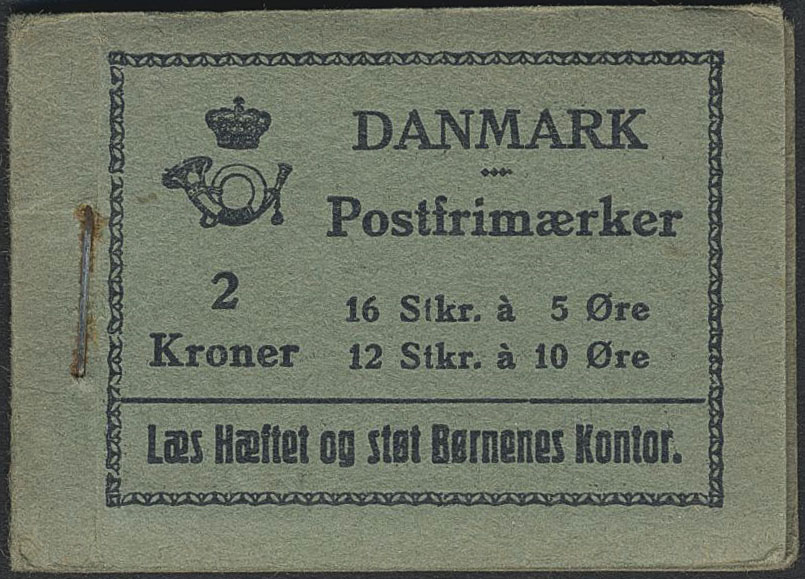 DANMARK
Postfrimærker
2
Kroner
16 Stkr. à 5 Øre
12 Stkr. à 10 Øre
Læs Hæftet og støt Børnenes Kontor.